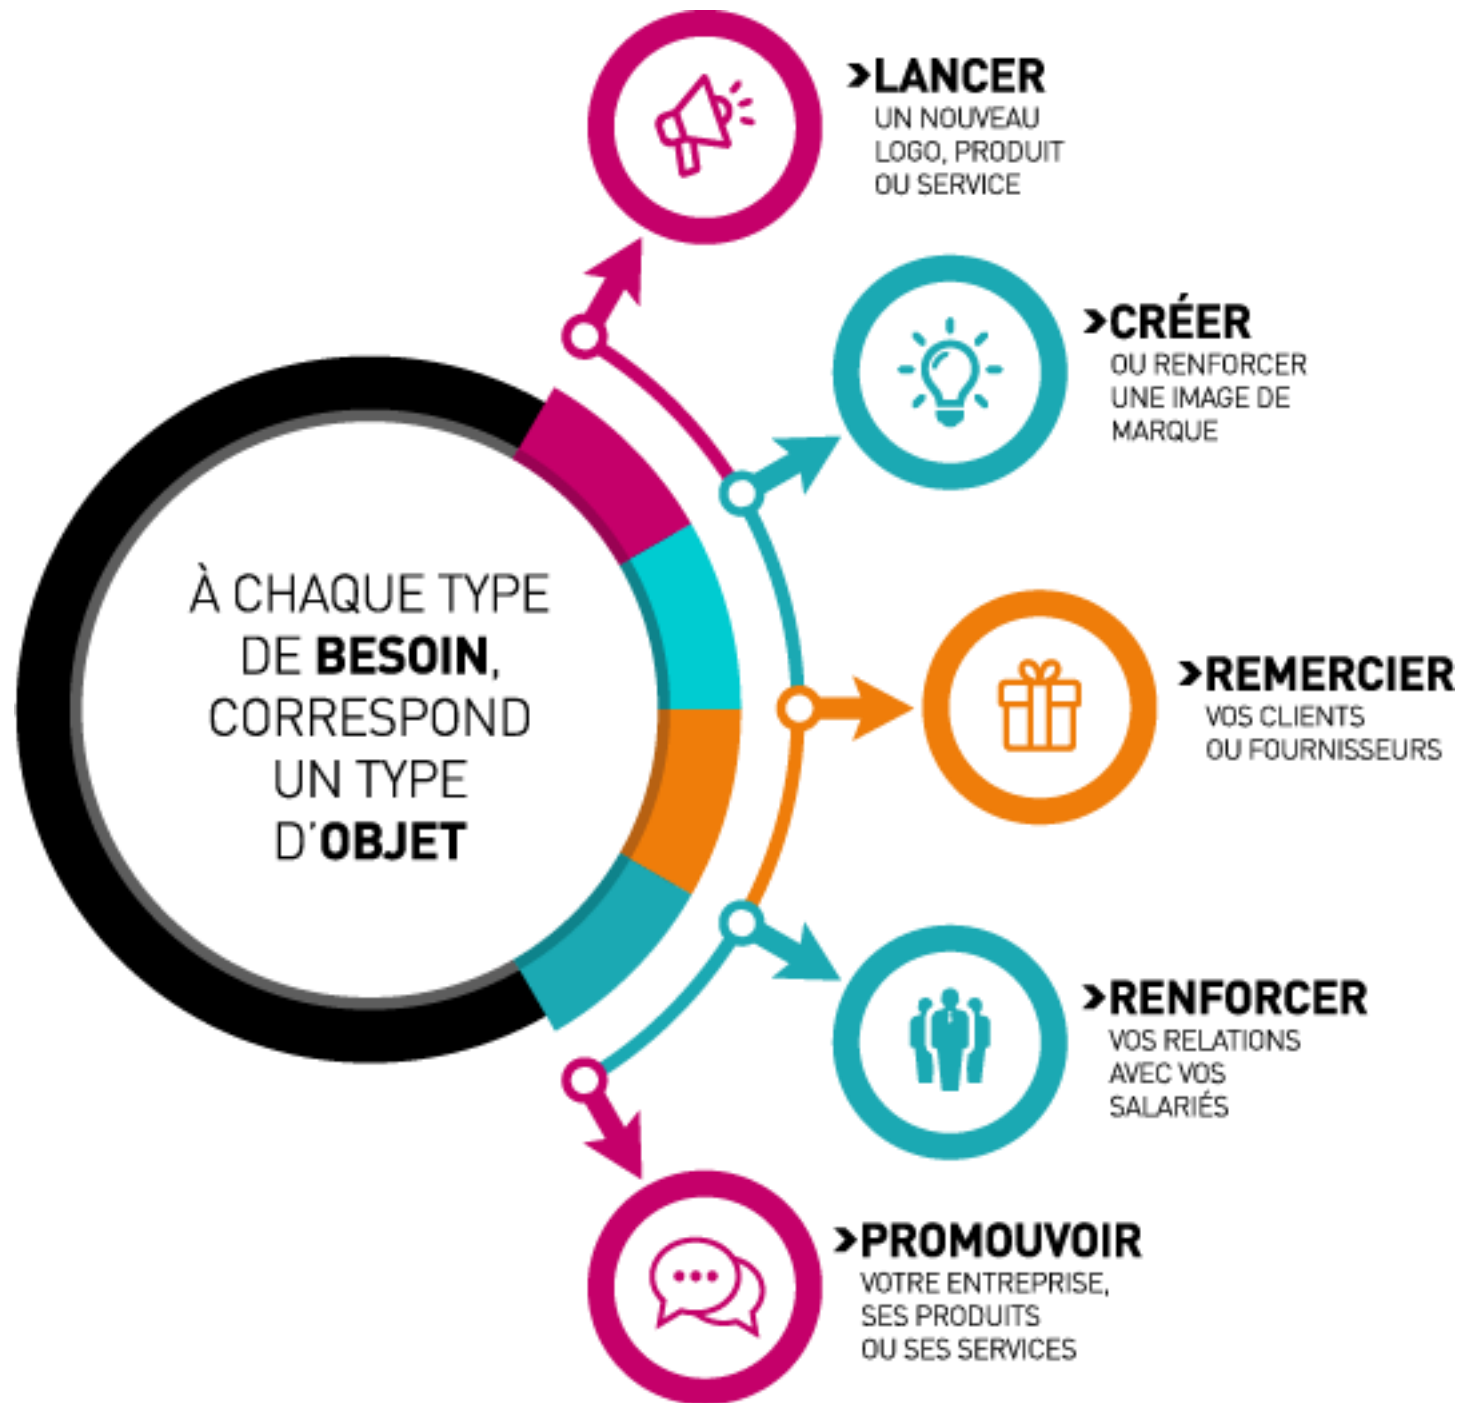 À CHAQUE TYPE
DE BESOIN,
CORRESPOND
UN TYPE
D'OBJET
>LANCER
UN NOUVEAU
LOGO, PRODUIT
OU SERVICE
>CRÉER
OU RENFORCER
UNE IMAGE DE
MARQUE
>REMERCIER
VOS CLIENTS
OU FOURNISSEURS
>RENFORCER
VOS RELATIONS
AVEC VOS
SALARIÉS
>PROMOUVOIR
VOTRE ENTREPRISE,
SES PRODUITS
OU SES SERVICES